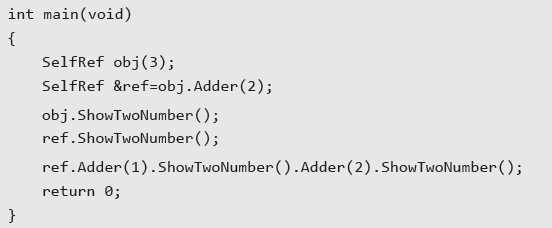 int main(void)
{
    SelfRef obj(3);
    SelfRef &ref=obj.Adder(2);
    obj.ShowTwoNumber();
    ref.ShowTwoNumber();
    ref.Adder(1).ShowTwoNumber().Adder(2).ShowTwoNumber();
    return 0;
}